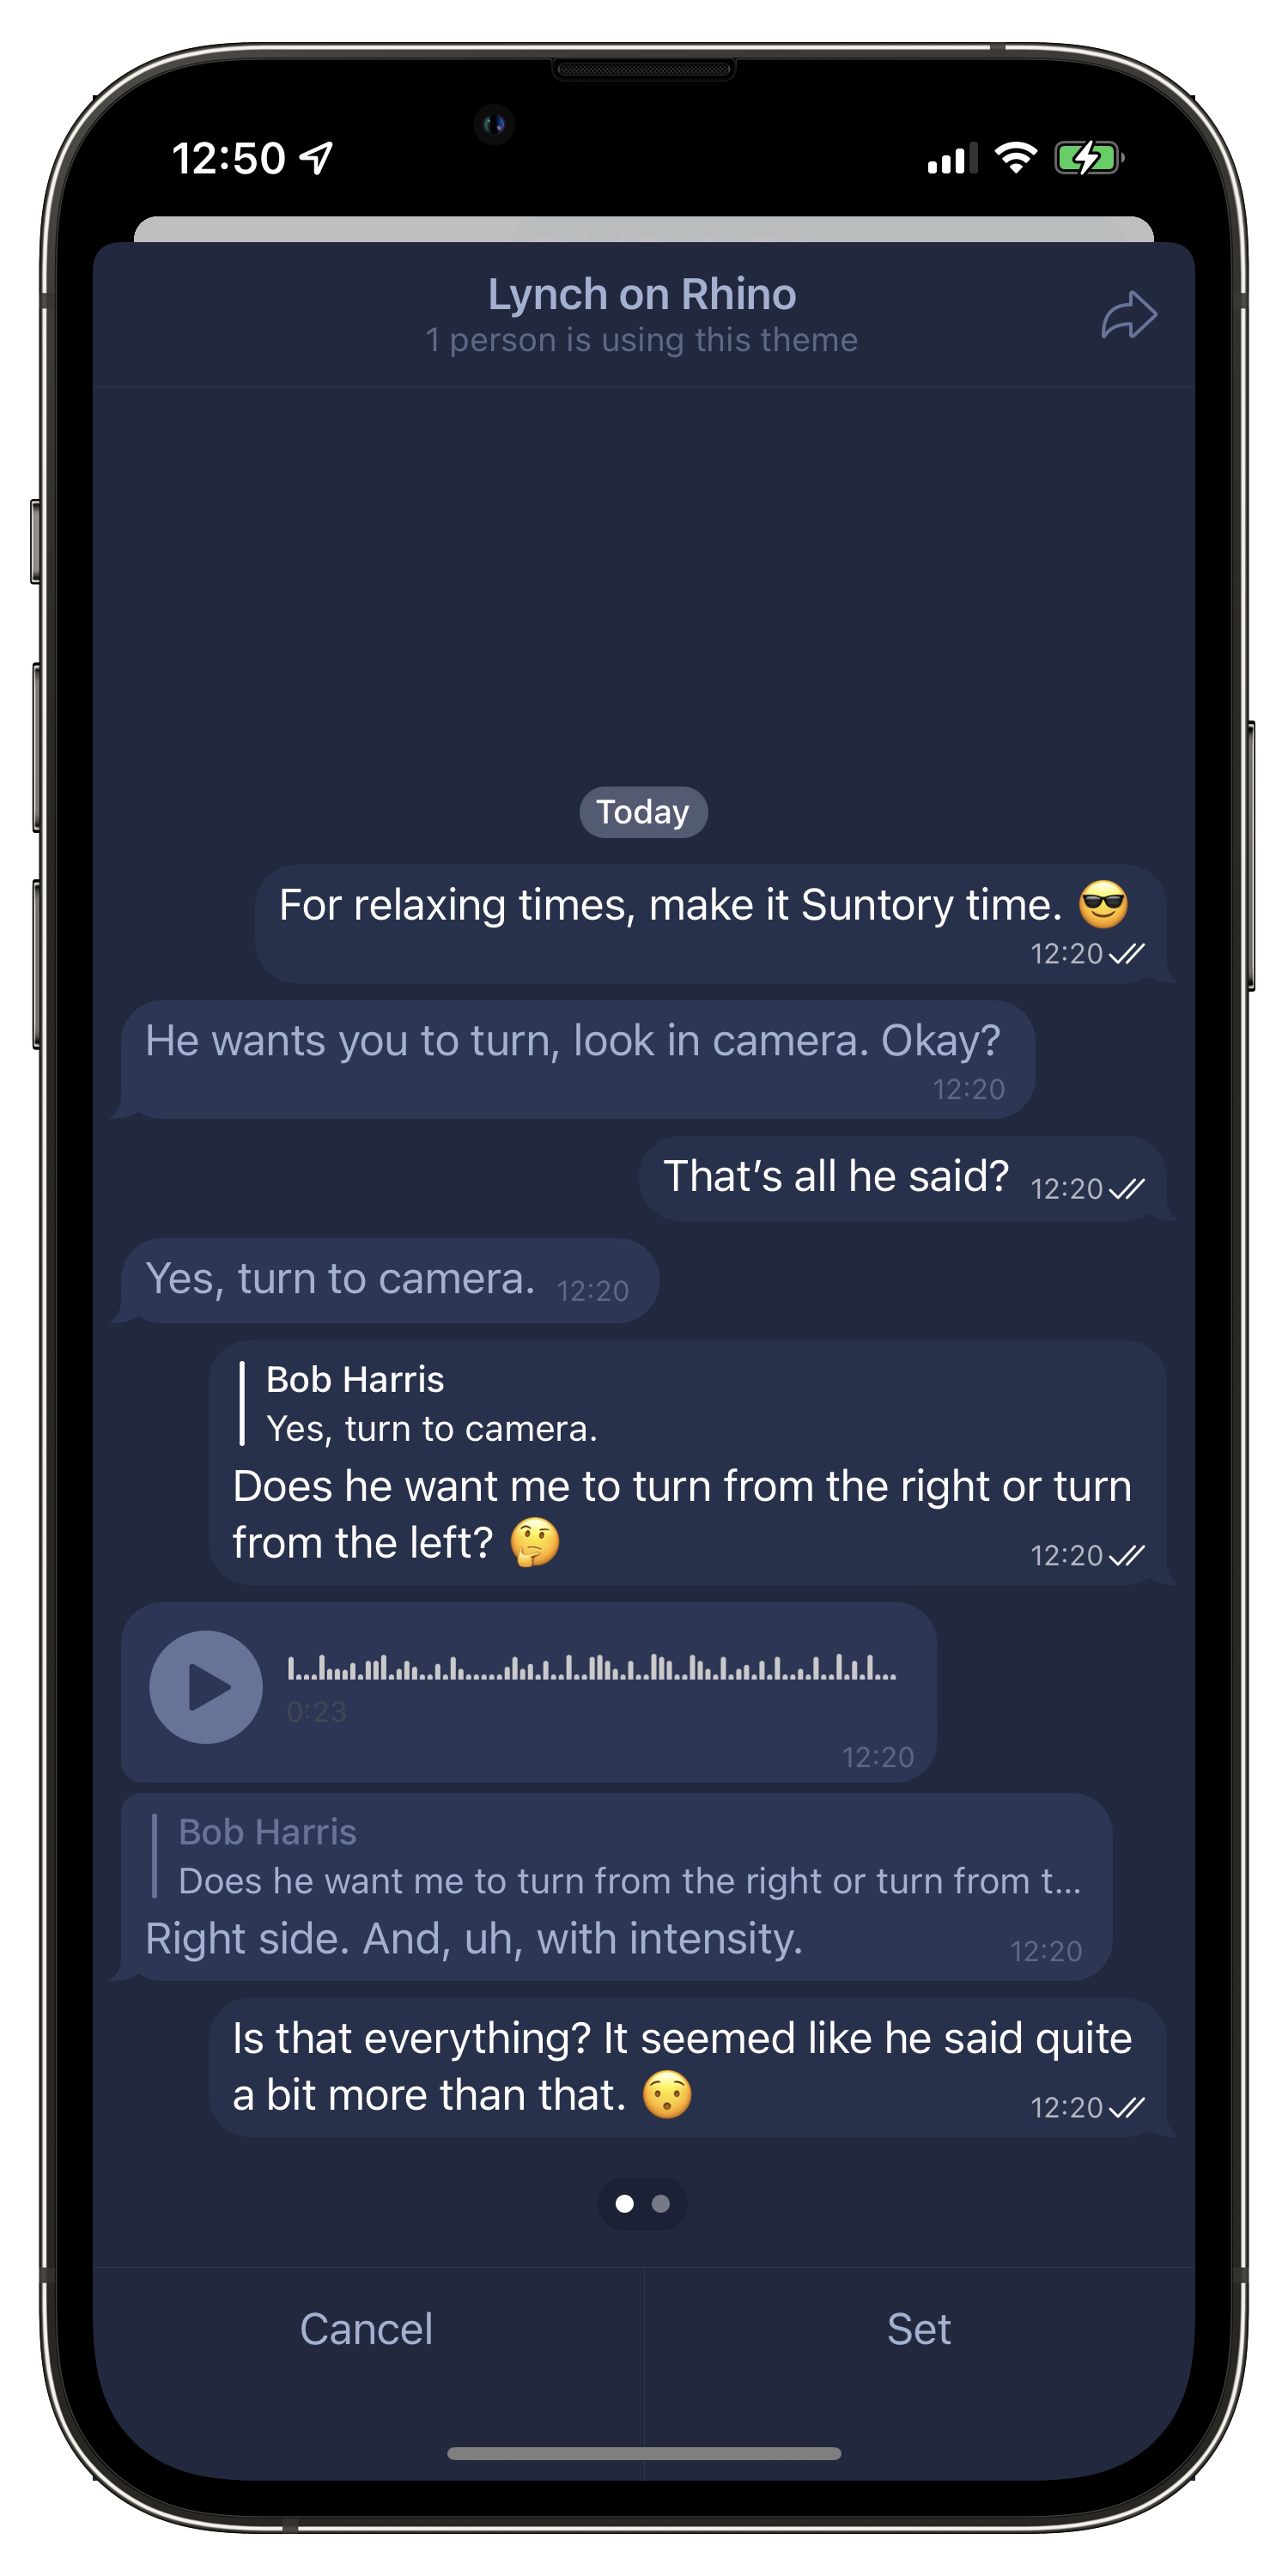 12:50
Lynch on Rhino
1 person is using this theme
Today
For relaxing times, make it Suntory time. 😎
12:20
He wants you to turn, look in camera. Okay?
12:20
That’s all he said? 12:20
Yes, turn to camera. 12:20
Bob Harris
Yes, turn to camera.
Does he want me to turn from the right or turn
from the left? 🤔 12:20
0:23
12:20
Bob Harris
Does he want me to turn from the right or turn from t...
Right side. And, uh, with intensity. 12:20
Is that everything? It seemed like he said quite
a bit more than that. 😯 12:20
Cancel Set